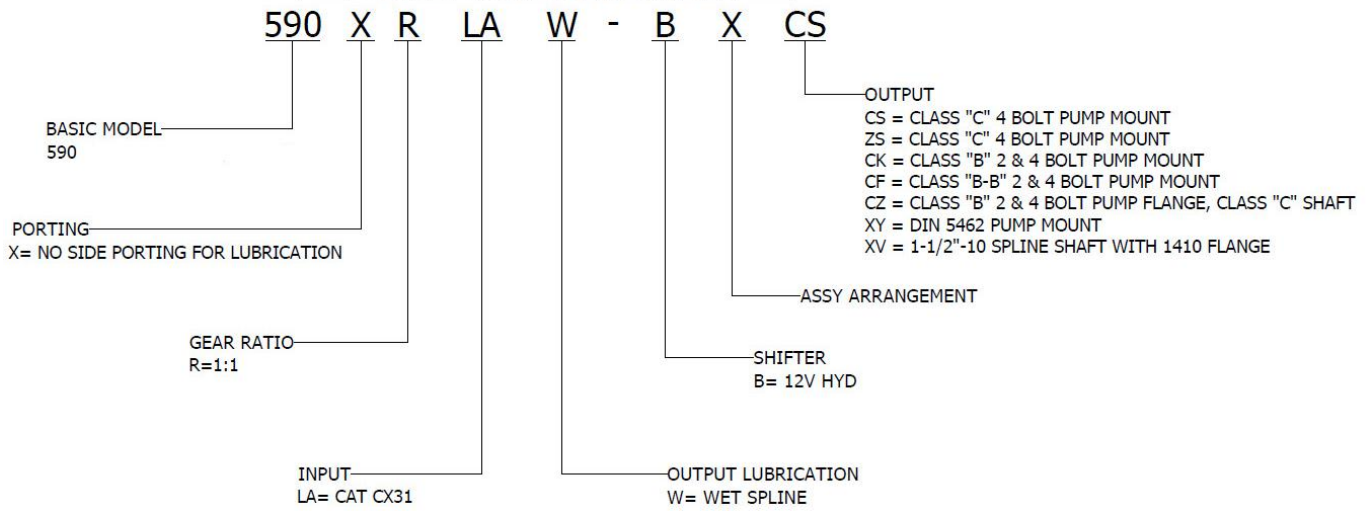 590 X R LA W - B X CS
OUTPUT
CS = CLASS "C" 4 BOLT PUMP MOUNT
ZS = CLASS "C" 4 BOLT PUMP MOUNT
CK = CLASS "B" 2 & 4 BOLT PUMP MOUNT
CF = CLASS "B-B" 2 & 4 BOLT PUMP MOUNT
CZ = CLASS "B" 2 & 4 BOLT PUMP FLANGE, CLASS "C" SHAFT
XY = DIN 5462 PUMP MOUNT
XV = 1-1/2"-10 SPLINE SHAFT WITH 1410 FLANGE
BASIC MODEL
590
PORTING
X= NO SIDE PORTING FOR LUBRICATION
ASSY ARRANGEMENT
GEAR RATIO
R=1:1
SHIFTER
B= 12V HYD
INPUT
LA= CAT CX31
OUTPUT LUBRICATION
W= WET SPLINE